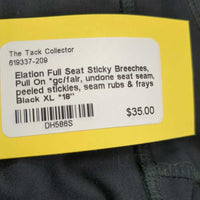 The Tack Collector
619337-209
Elation Full Seat Sticky Breeches,
Pull On *gc/fair, undone seat seam,
peeled stickies, seam rubs & frays
Black XL *18"
$35.00
DH586S